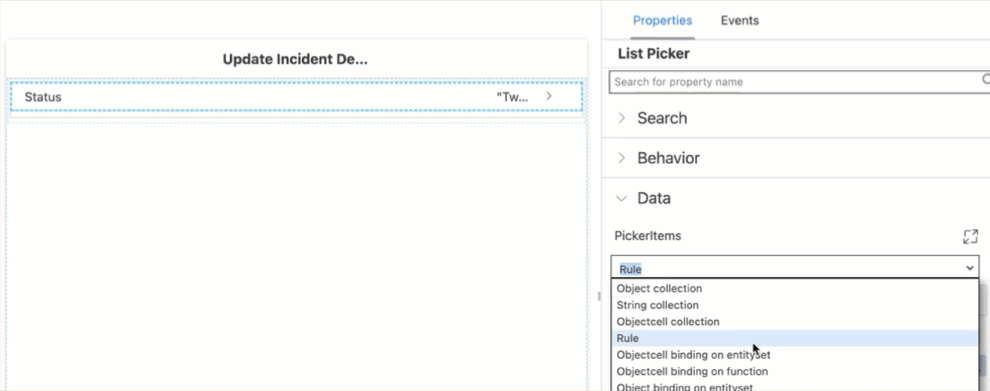 Properties Events
Update Incident De...
List Picker
Search for property name
Status "Tw...
Search
Behavior
Data
PickerItems
Rule
Object collection
String collection
Objectcell collection
Rule
Objectcell binding on entityset
Objectcell binding on function
Object binding on entityset